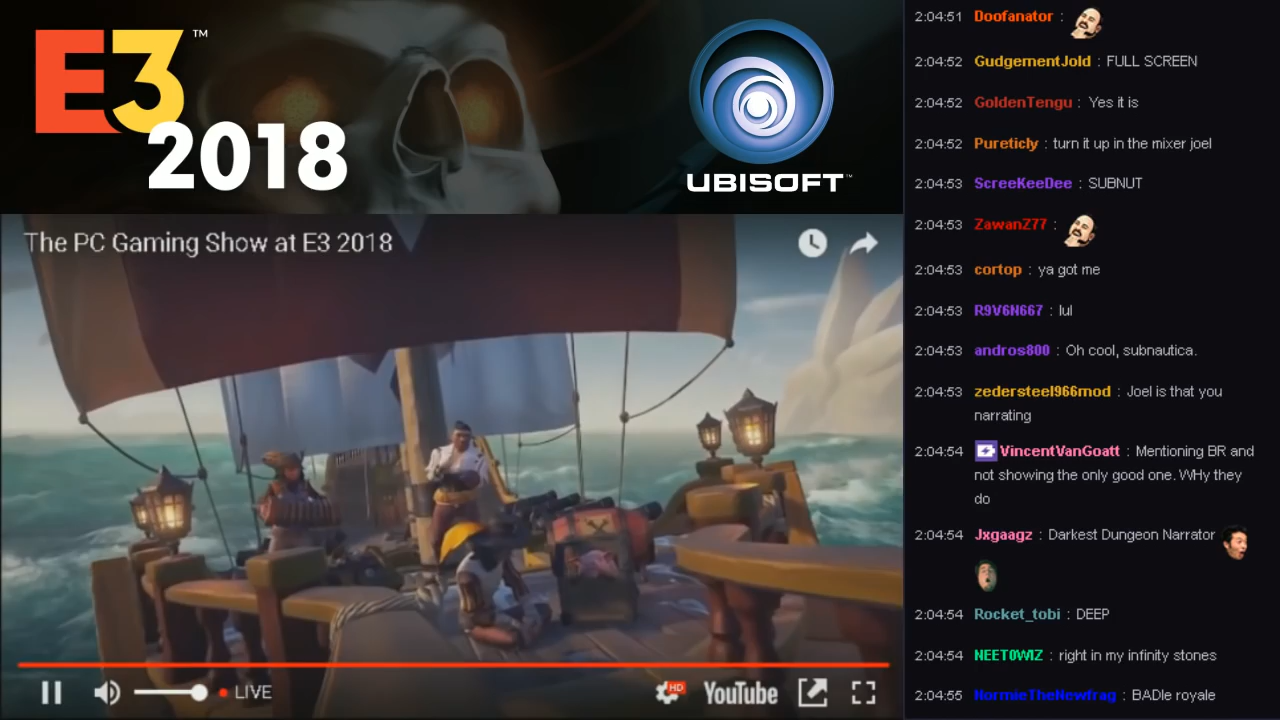 E3™
2018
UBISOFT™
The PC Gaming Show at E3 2018
LIVE
HD
YouTube
2:04:51 Doofanator :
2:04:52 GudgementJold : FULL SCREEN
2:04:52 GoldenTengu : Yes it is
2:04:52 Pureticly : turn it up in the mixer joel
2:04:53 ScreeKeeDee : SUBNUT
2:04:53 ZawanZ77 :
2:04:53 cortop : ya got me
2:04:53 R9V6N667 : lul
2:04:53 andros800 : Oh cool, subnautica.
2:04:53 zedersteel966mod : Joel is that you
narrating
2:04:54 VincentVanGoatt : Mentioning BR and
not showing the only good one. WHy they
do
2:04:54 Jxgaagz : Darkest Dungeon Narrator
2:04:54 Rocket_tobi : DEEP
2:04:54 NEET0WIZ : right in my infinity stones
2:04:55 NormieTheNewfrag : BADle royale